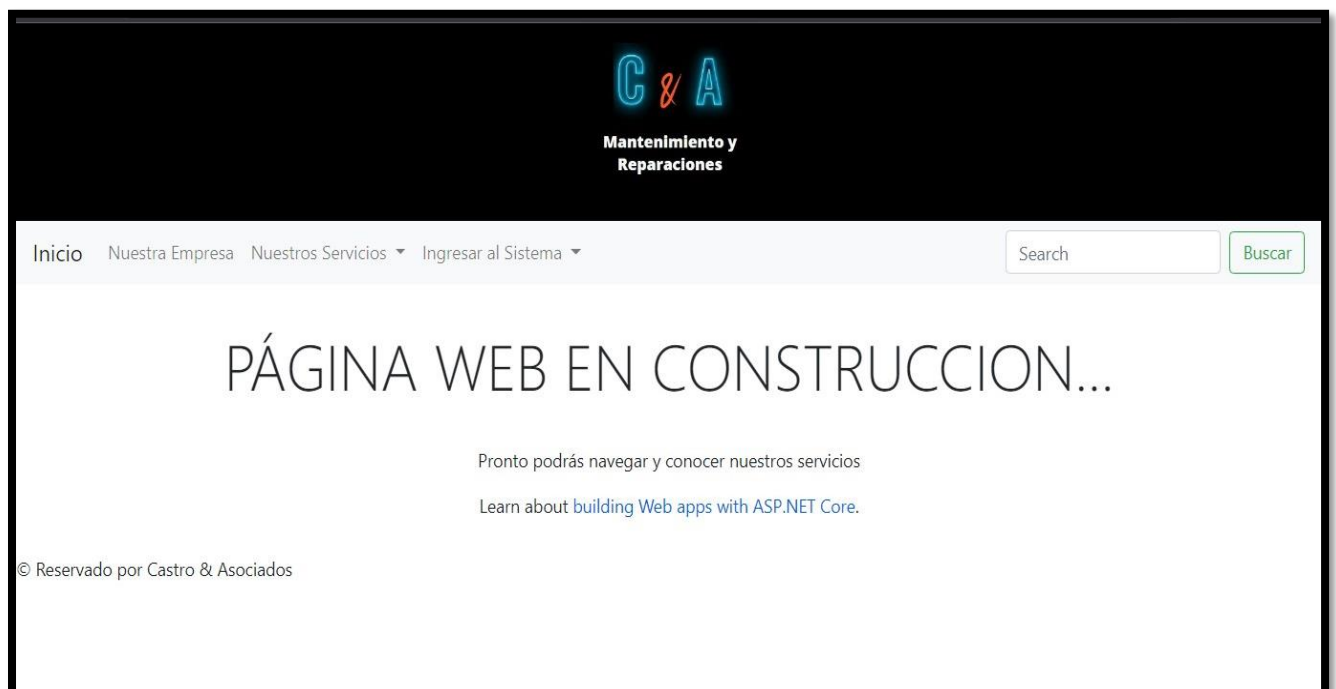 C & A
Mantenimiento y
Reparaciones
Inicio Nuestra Empresa Nuestros Servicios Ingresar al Sistema Search Buscar
PÁGINA WEB EN CONSTRUCCION...
Pronto podrás navegar y conocer nuestros servicios
Learn about building Web apps with ASP.NET Core.
© Reservado por Castro & Asociados